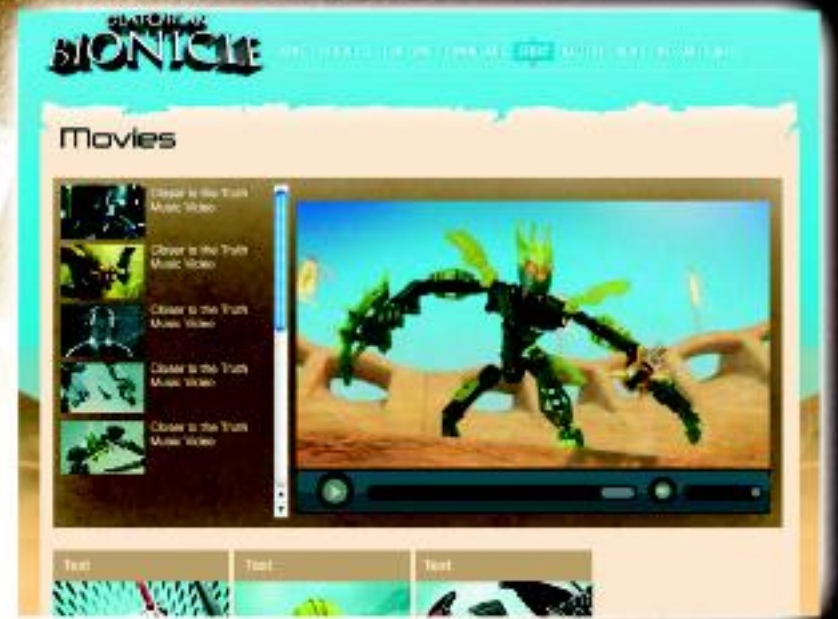 GLATORIAN
BIONICLE
Movies
Closer to the Truth
Music Video
Closer to the Truth
Music Video
Closer to the Truth
Music Video
Closer to the Truth
Music Video
Closer to the Truth
Music Video
Text
Text
Text